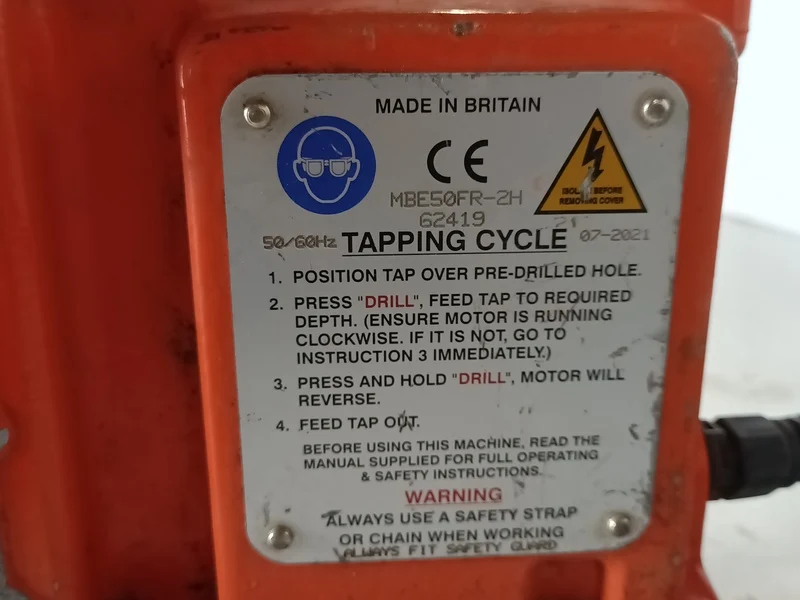 MADE IN BRITAIN
CE
MBE50FR-2H
62419
ISOLATE BEFORE
REMOVING COVER
50/60Hz TAPPING CYCLE 07-2021
1. POSITION TAP OVER PRE-DRILLED HOLE.
2. PRESS "DRILL", FEED TAP TO REQUIRED
DEPTH. (ENSURE MOTOR IS RUNNING
CLOCKWISE. IF IT IS NOT, GO TO
INSTRUCTION 3 IMMEDIATELY.)
3. PRESS AND HOLD "DRILL", MOTOR WILL
REVERSE.
4. FEED TAP OUT.
BEFORE USING THIS MACHINE, READ THE
MANUAL SUPPLIED FOR FULL OPERATING
& SAFETY INSTRUCTIONS.
WARNING
ALWAYS USE A SAFETY STRAP
OR CHAIN WHEN WORKING
ALWAYS FIT SAFETY GUARD